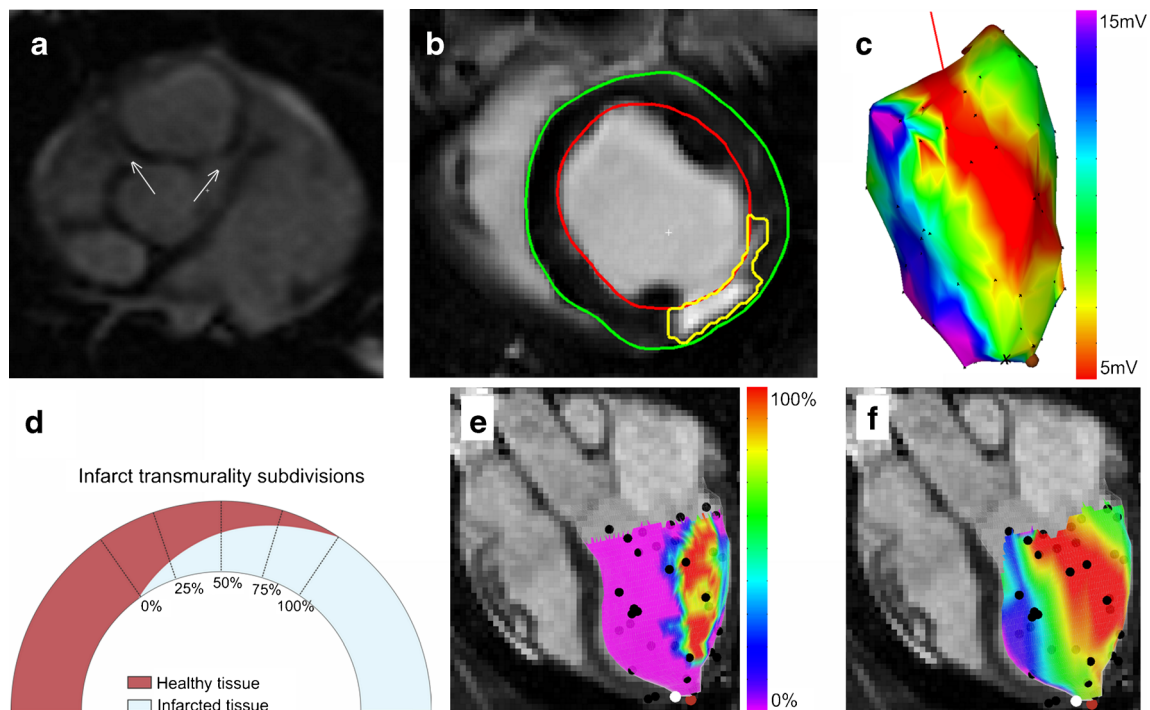 a
b
c
15mV
5mV
d
Infarct transmurality subdivisions
0%
25%
50%
75%
100%
Healthy tissue
Infarcted tissue
e
100%
0%
f